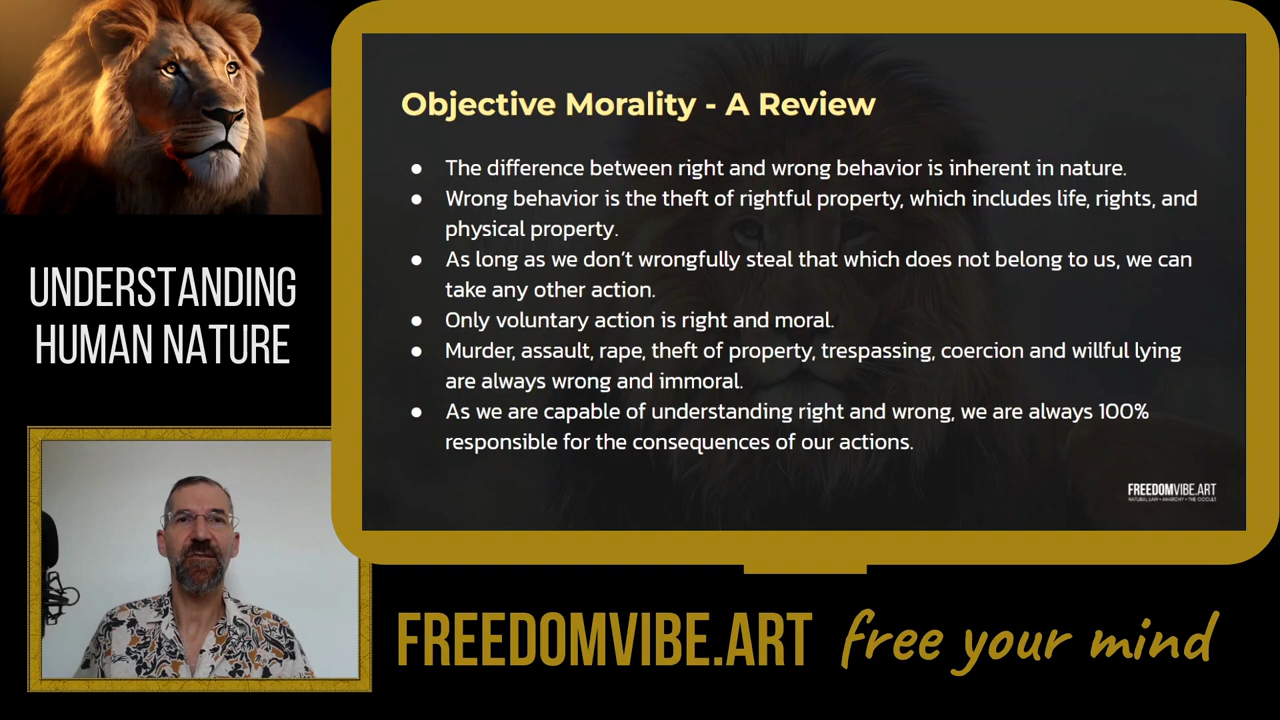 Objective Morality - A Review
● The difference between right and wrong behavior is inherent in nature.
● Wrong behavior is the theft of rightful property, which includes life, rights, and
physical property.
● As long as we don't wrongfully steal that which does not belong to us, we can
take any other action.
● Only voluntary action is right and moral.
● Murder, assault, rape, theft of property, trespassing, coercion and willful lying
are always wrong and immoral.
● As we are capable of understanding right and wrong, we are always 100%
responsible for the consequences of our actions.
FREEDOMVIBE.ART
NATURAL LAW • ANARCHY • THE OCCULT
UNDERSTANDING
HUMAN NATURE
FREEDOMVIBE.ART free your mind